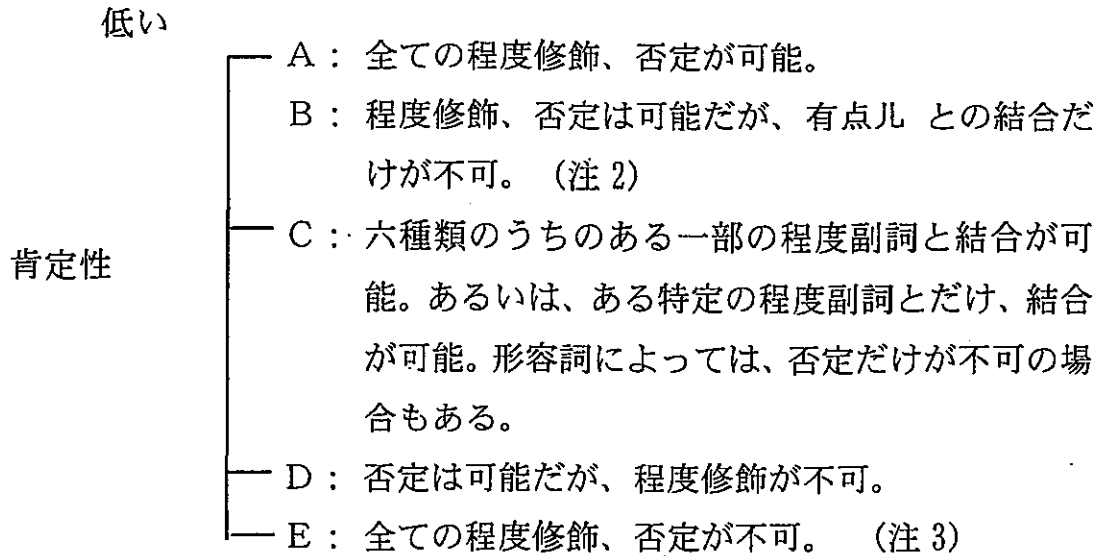 低い
A： 全ての程度修飾、否定が可能。
B： 程度修飾、否定は可能だが、有点儿 との結合だ
けが不可。（注 2）
C： 六種類のうちのある一部の程度副詞と結合が可
肯定性
能。あるいは、ある特定の程度副詞とだけ、結合
が可能。形容詞によっては、否定だけが不可の場
合もある。
D： 否定は可能だが、程度修飾が不可。
E： 全ての程度修飾、否定が不可。 （注 3）